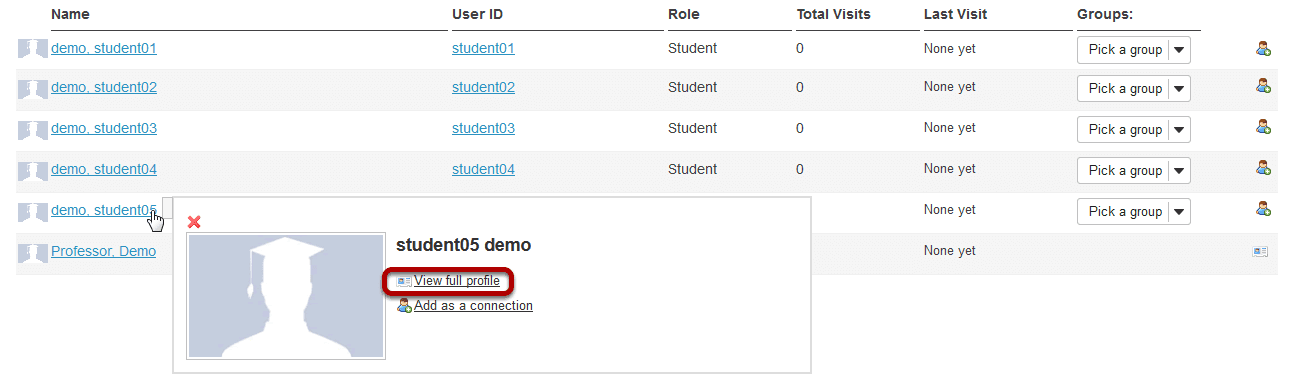 Name User ID Role Total Visits Last Visit Groups:
demo, student01 student01 Student 0 None yet Pick a group
demo, student02 student02 Student 0 None yet Pick a group
demo, student03 student03 Student 0 None yet Pick a group
demo, student04 student04 Student 0 None yet Pick a group
demo, student05 None yet Pick a group
Professor, Demo None yet
student05 demo
View full profile
Add as a connection